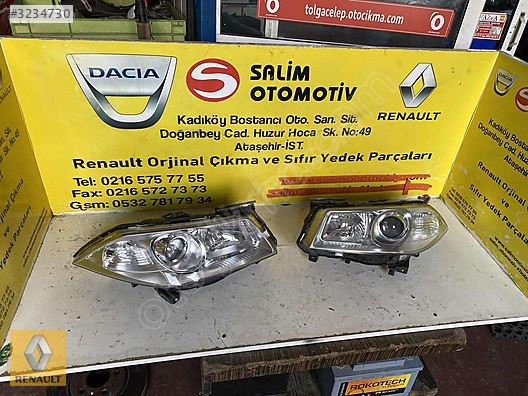 #3234730
tolgacelep.otocikma.com
DACIA
S
SALİM
OTOMOTİV
RENAULT
Kadıköy Bostancı Oto. San. Sit.
Doğanbey Cad. Huzur Hoca Sk. No:49
Ataşehir-İST.
Renault Orjinal Çıkma ve Sıfır Yedek Parçaları
Tel: 0216 575 77 55
Fax: 0216 572 73 73
Gsm: 0532 781 79 34
RENAULT
ROKOTECH